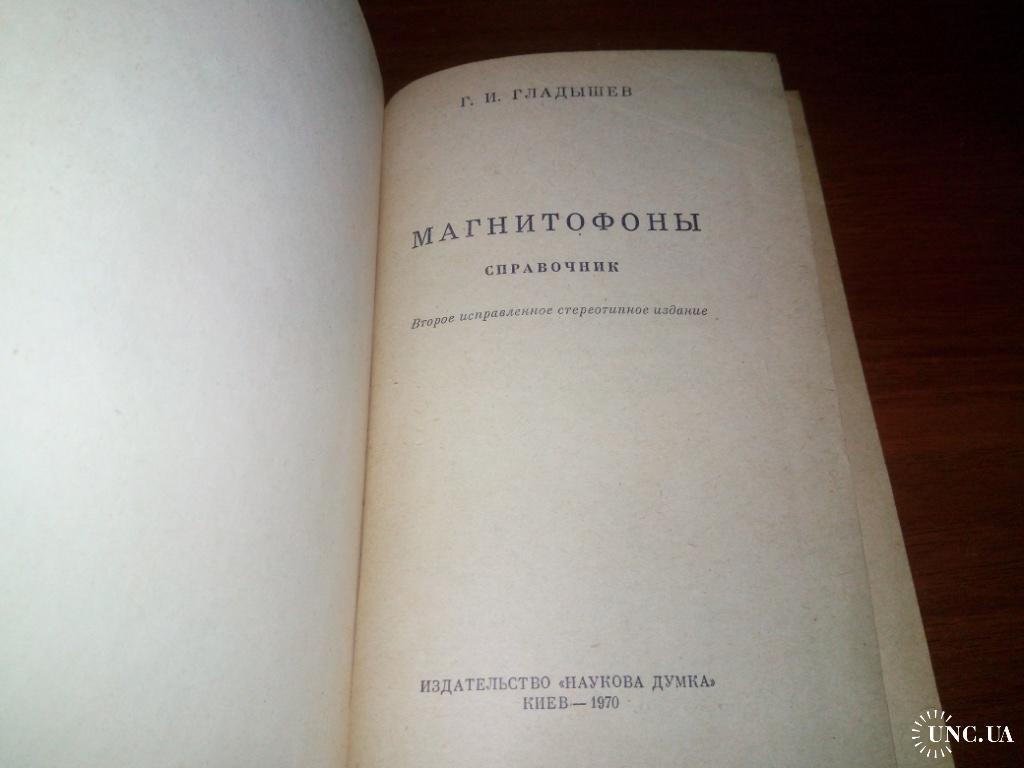 Г. И. ГЛАДЫШЕВ
МАГНИТОФОНЫ
СПРАВОЧНИК
Второе исправленное стереотипное издание
ИЗДАТЕЛЬСТВО «НАУКОВА ДУМКА»
КИЕВ — 1970
UNC.UA